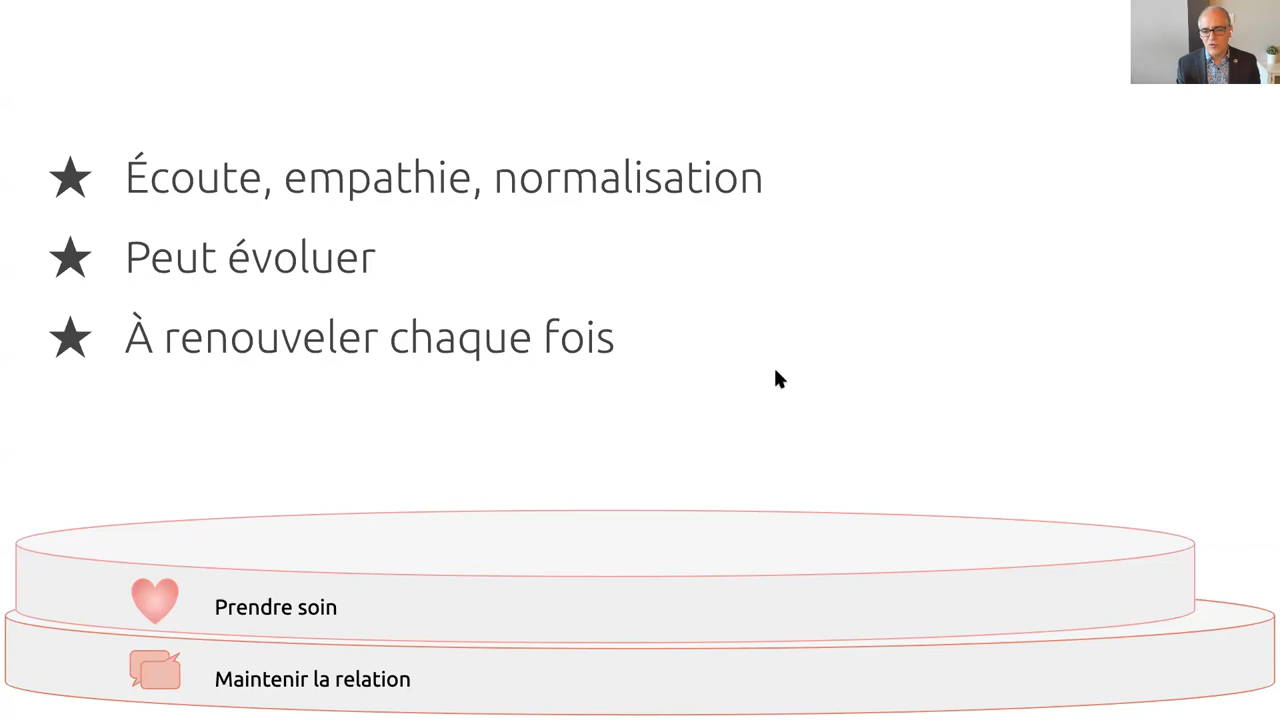 Écoute, empathie, normalisation
Peut évoluer
À renouveler chaque fois
Prendre soin
Maintenir la relation